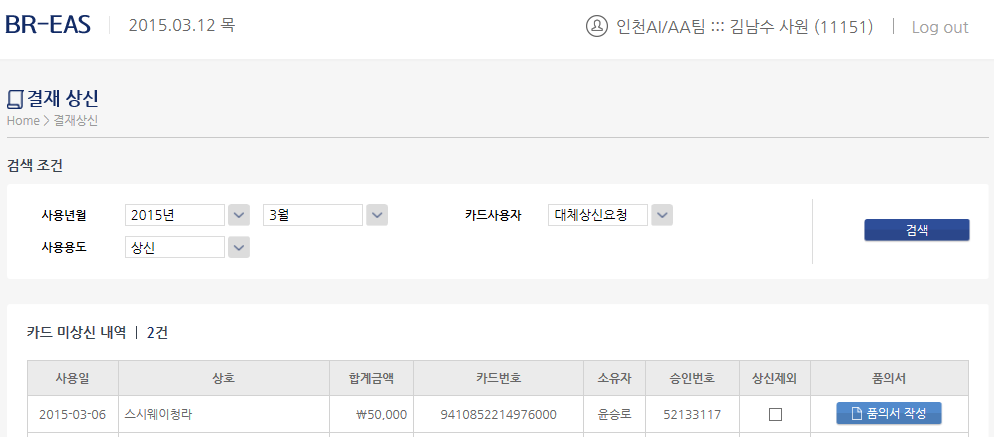 BR-EAS 2015.03.12 목 인천AI/AA팀 ::: 김남수 사원 (11151) Log out
결재 상신
Home > 결재상신
검색 조건
사용년월 2015년 3월 카드사용자 대체상신요청
검색
사용용도 상신
카드 미상신 내역 | 2건
사용일 상호 합계금액 카드번호 소유자 승인번호 상신제외 품의서
2015-03-06 스시웨이청라 ₩50,000 9410852214976000 윤승로 52133117 품의서 작성